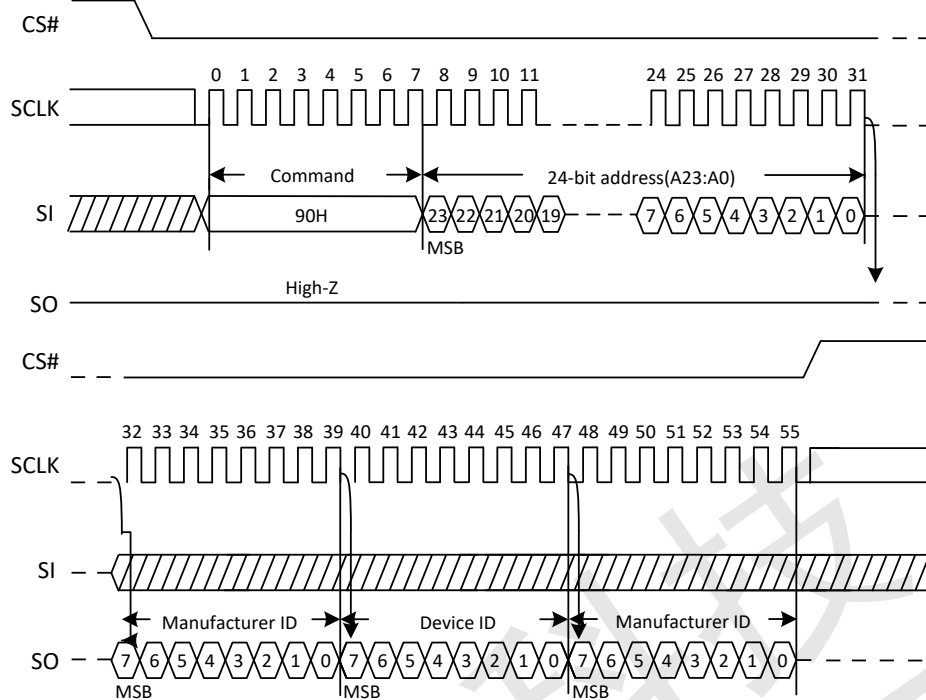 CS#
0 1 2 3 4 5 6 7 8 9 10 11 24 25 26 27 28 29 30 31
SCLK
Command 24-bit address(A23:A0)
SI 90H 23 22 21 20 19 7 6 5 4 3 2 1 0
MSB
High-Z
SO
CS#
32 33 34 35 36 37 38 39 40 41 42 43 44 45 46 47 48 49 50 51 52 53 54 55
SCLK
SI
Manufacturer ID Device ID Manufacturer ID
SO 7 6 5 4 3 2 1 0 7 6 5 4 3 2 1 0 7 6 5 4 3 2 1 0
MSB MSB MSB
科技